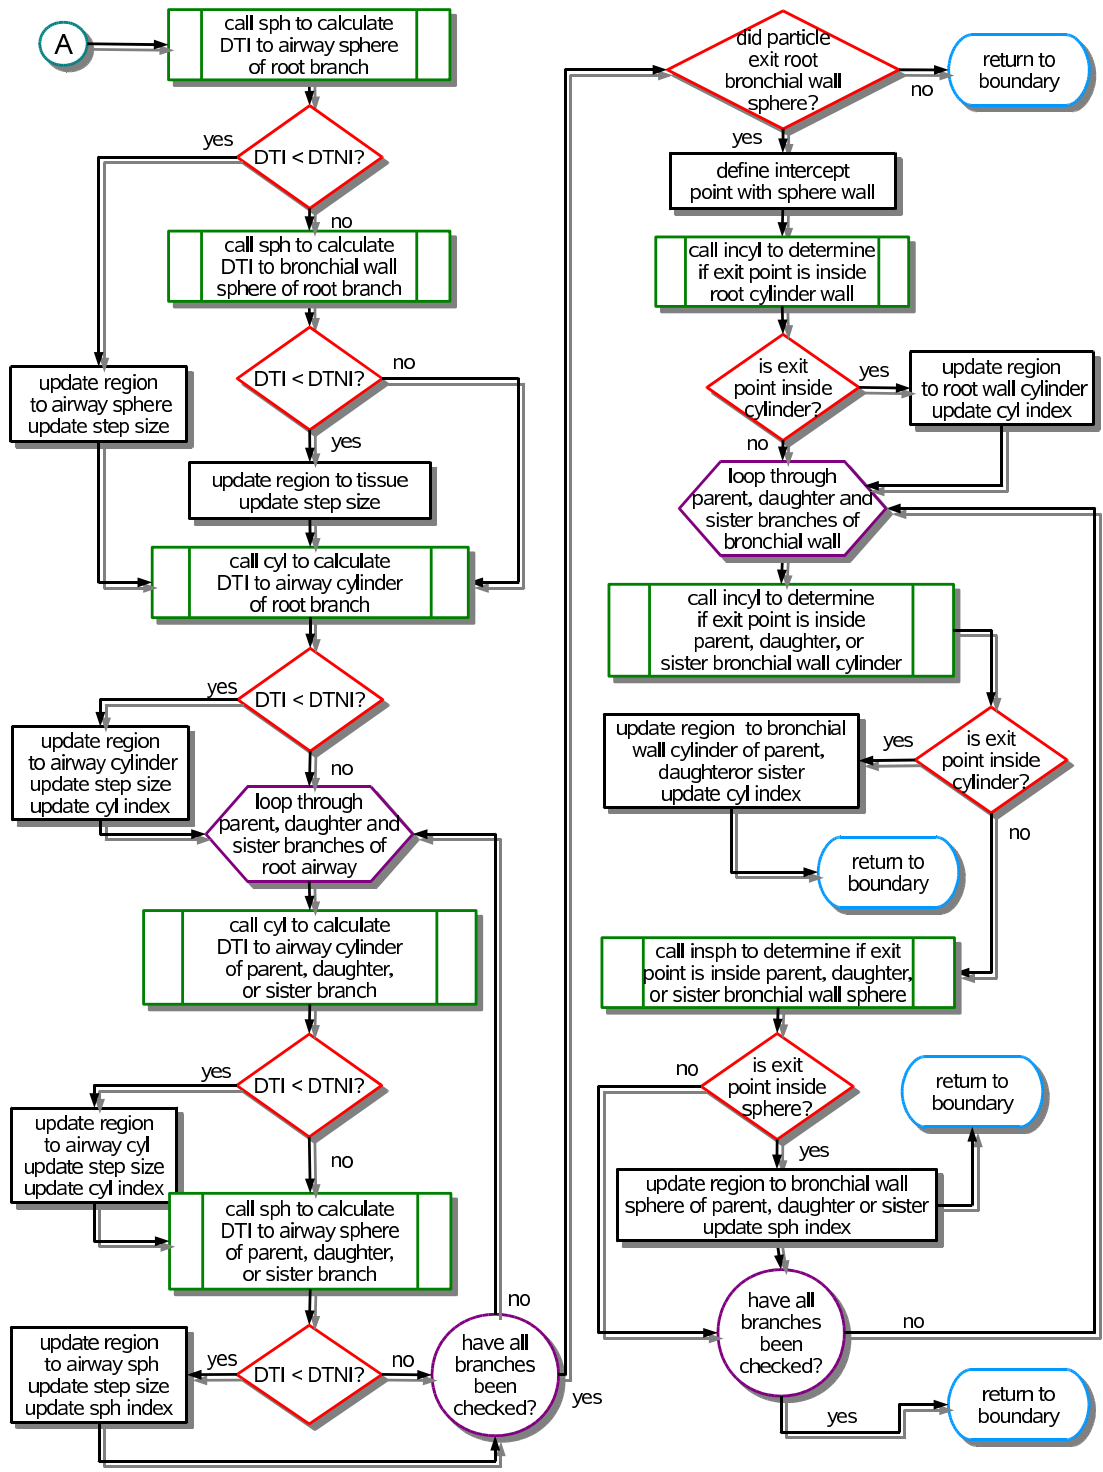 A
call sph to calculate
DTI to airway sphere
of root branch
yes
DTI < DTNI?
no
call sph to calculate
DTI to bronchial wall
sphere of root branch
DTI < DTNI?
no
yes
update region
to airway sphere
update step size
update region to tissue
update step size
call cyl to calculate
DTI to airway cylinder
of root branch
yes
DTI < DTNI?
no
update region
to airway cylinder
update step size
update cyl index
loop through
parent, daughter and
sister branches of
root airway
call cyl to calculate
DTI to airway cylinder
of parent, daughter,
or sister branch
yes
DTI < DTNI?
no
update region
to airway cyl
update step size
update cyl index
call sph to calculate
DTI to airway sphere
of parent, daughter,
or sister branch
yes
DTI < DTNI?
no
update region
to airway sph
update step size
update sph index
no
have all
branches
been
checked?
yes
did particle
exit root
bronchial wall
sphere?
no
return to
boundary
yes
define intercept
point with sphere wall
call incyl to determine
if exit point is inside
root cylinder wall
is exit
point inside
cylinder?
yes
update region
to root wall cylinder
update cyl index
no
loop through
parent, daughter and
sister branches of
bronchial wall
call incyl to determine
if exit point is inside
parent, daughter, or
sister bronchial wall cylinder
is exit
point inside
cylinder?
yes
no
update region  to bronchial
wall cylinder of parent,
daughteror sister
update cyl index
return to
boundary
call insph to determine if exit
point is inside parent, daughter,
or sister bronchial wall sphere
no
is exit
point inside
sphere?
yes
return to
boundary
update region to bronchial wall
sphere of parent, daughter or sister
update sph index
have all
branches
been
checked?
no
yes
return to
boundary